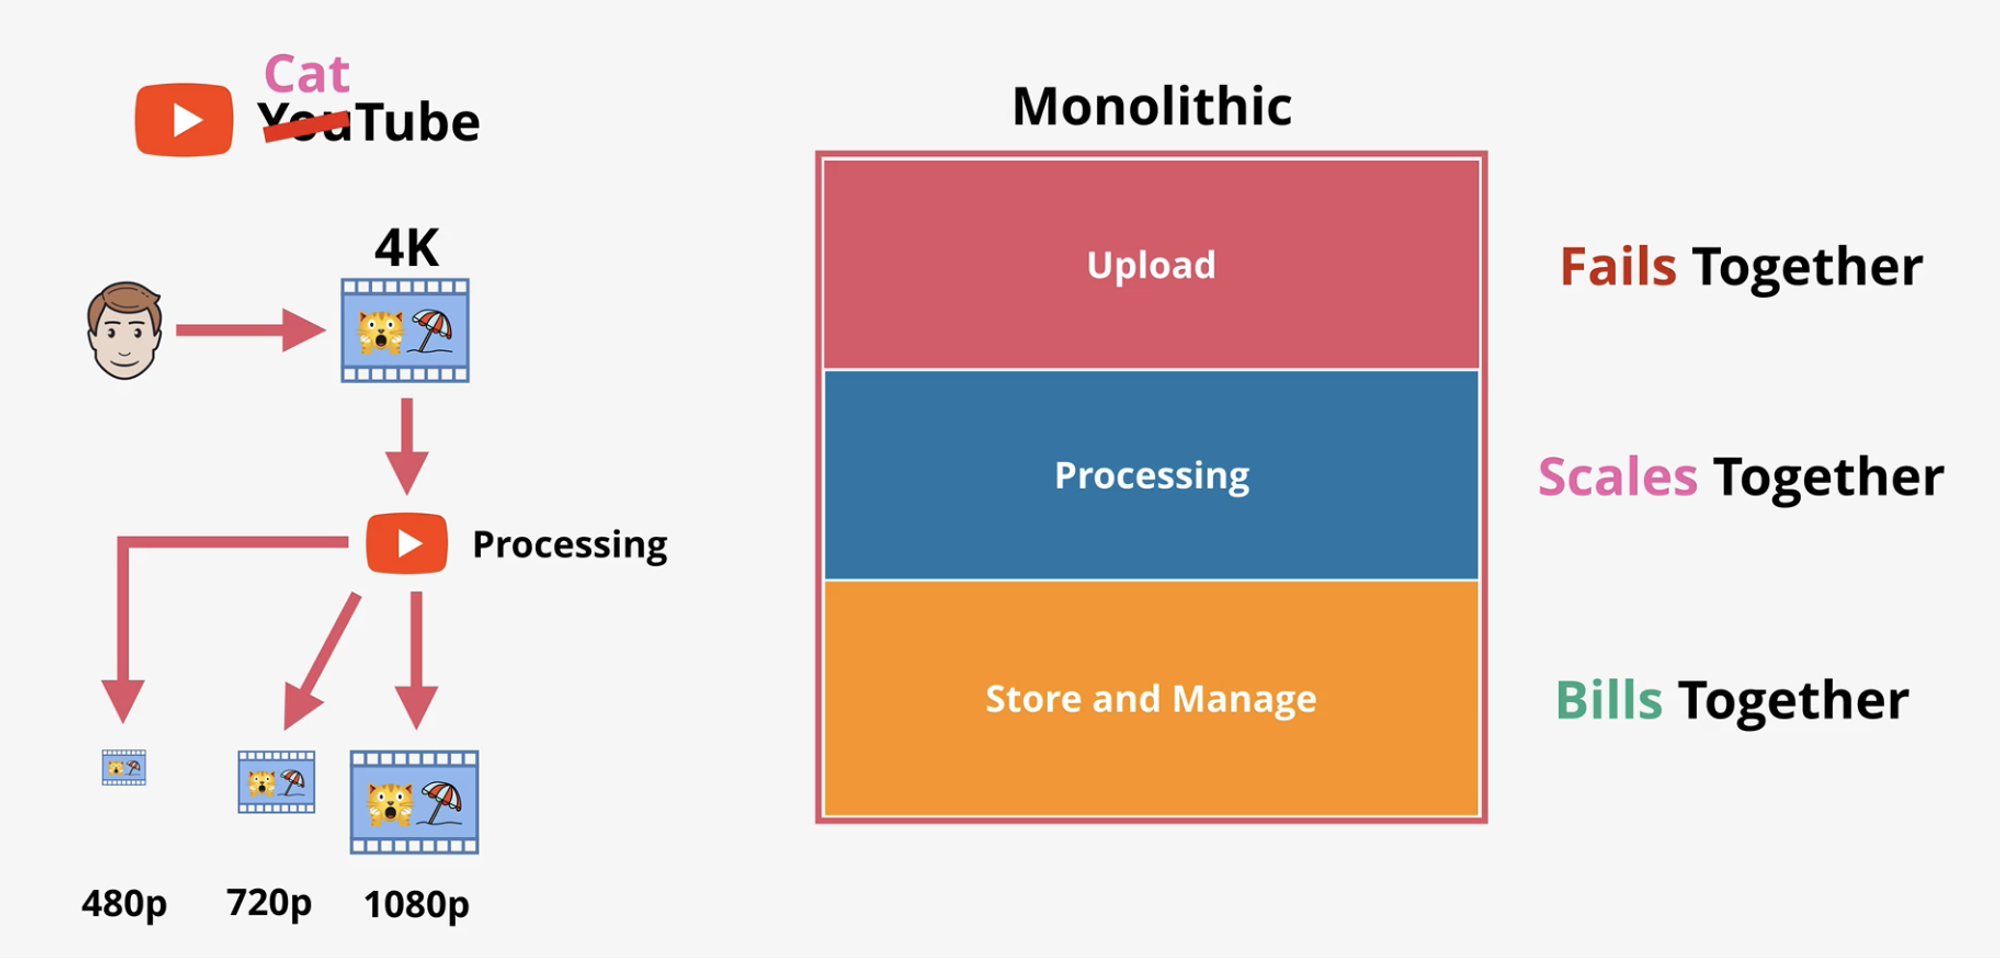 Cat
YouTube
4K
Processing
480p
720p
1080p
Monolithic
Upload
Processing
Store and Manage
Fails Together
Scales Together
Bills Together